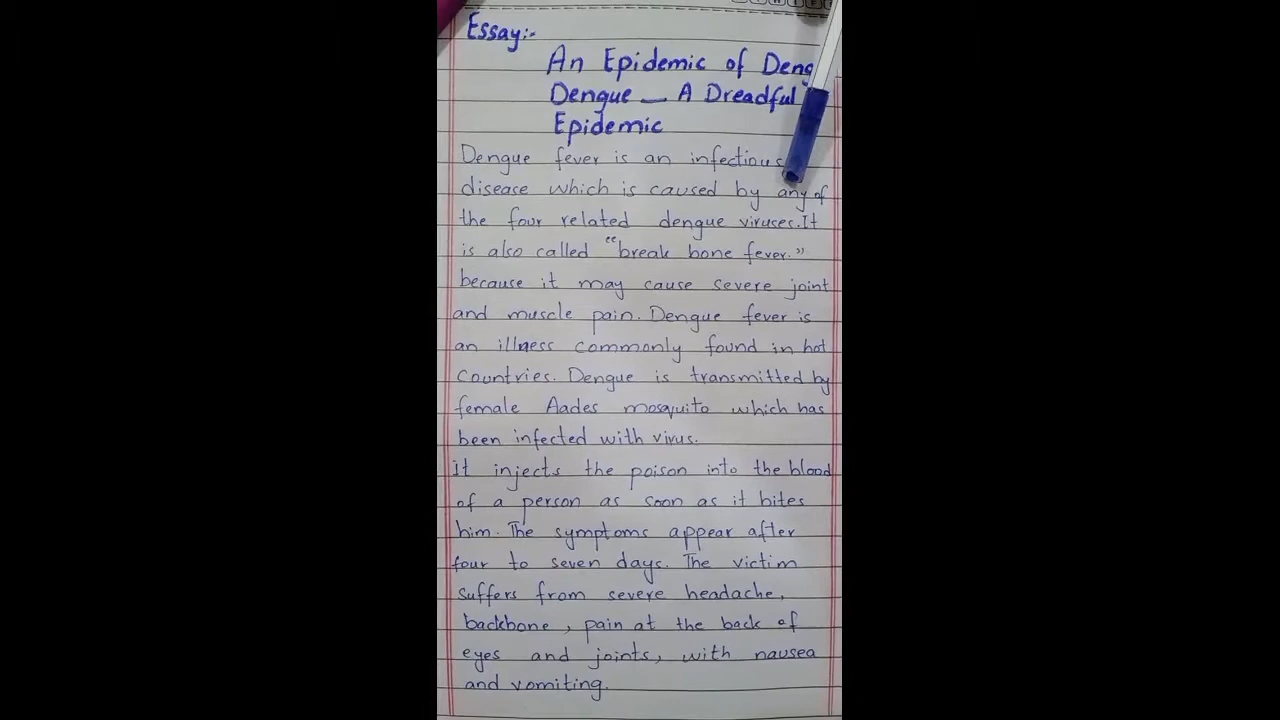 Essay:-
An Epidemic of Deng
Dengue — A Dreadful
Epidemic
Dengue fever is an infectious
disease which is caused by any of
the four related dengue viruses. It
is also called "break bone fever."
because it may cause severe joint
and muscle pain. Dengue fever is
an illness commonly found in hot
countries. Dengue is transmitted by
female Aades mosquito which has
been infected with virus.
it injects the poison into the blood
of a person as soon as it bites
him. The symptoms appear after
four to seven days. The victim
suffers from severe headache,
backbone, pain at the back of
eyes and joints, with nausea
and vomiting.